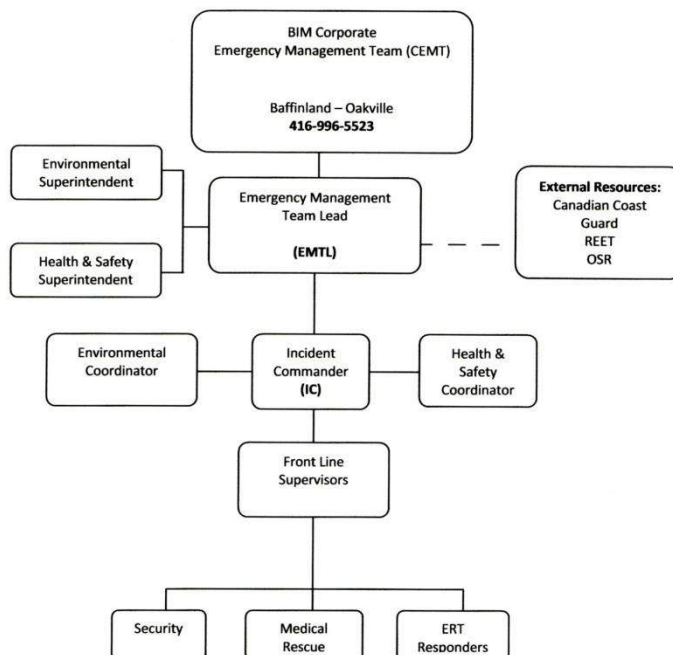 BIM Corporate
Emergency Management Team (CEMT)
Baffinland – Oakville
416-996-5523
Environmental
Superintendent
Health & Safety
Superintendent
Emergency Management
Team Lead
(EMTL)
External Resources:
Canadian Coast
Guard
REET
OSR
Environmental
Coordinator
Incident
Commander
(IC)
Health &
Safety
Coordinator
Front Line
Supervisors
Security
Medical
Rescue
ERT
Responders